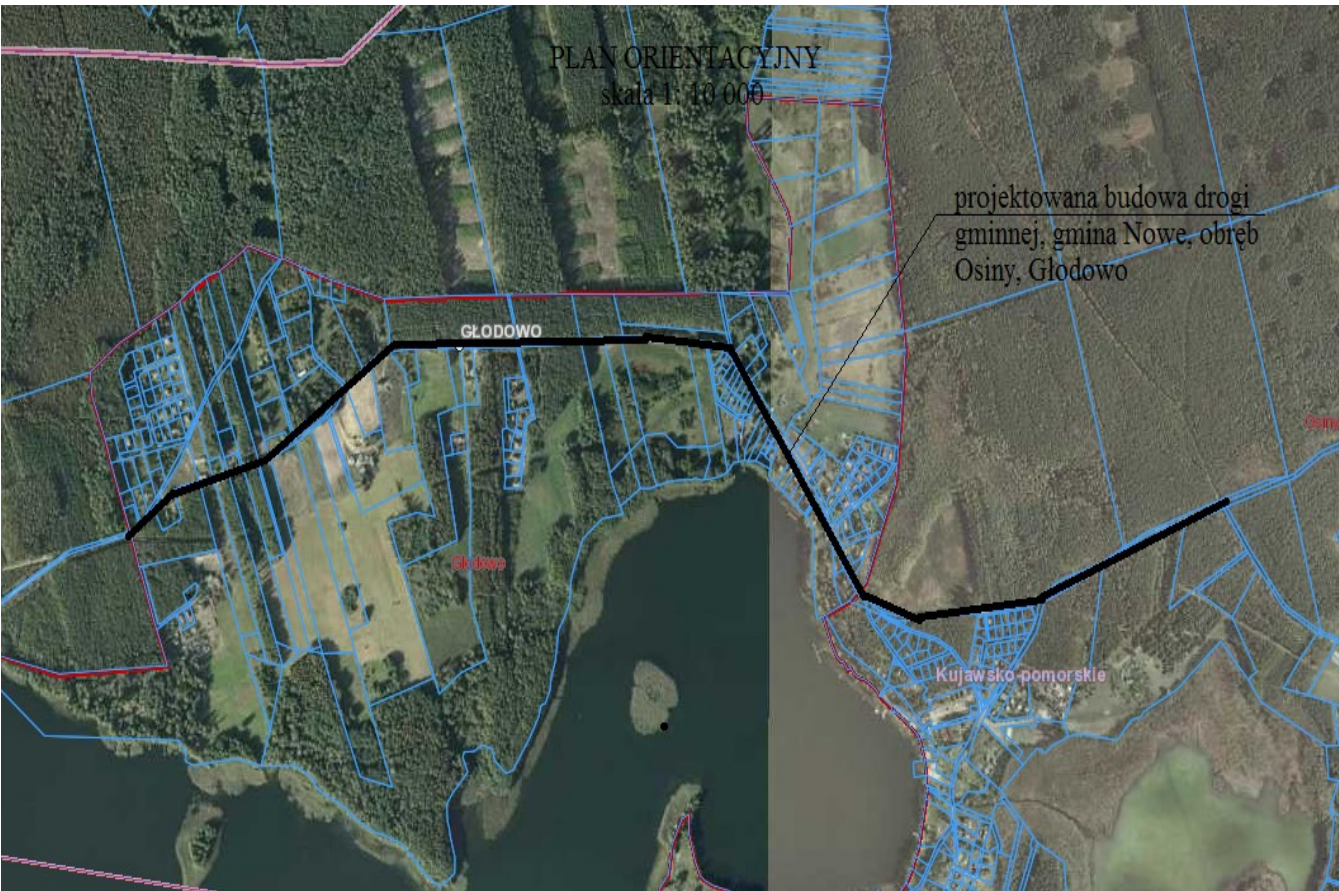 PLAN ORIENTACYJNY
skala 1: 10 000
projektowana budowa drogi
gminnej, gmina Nowe, obręb
Osiny, Głodowo
GŁODOWO
Osiny
Głodowo
Kujawsko-pomorskie